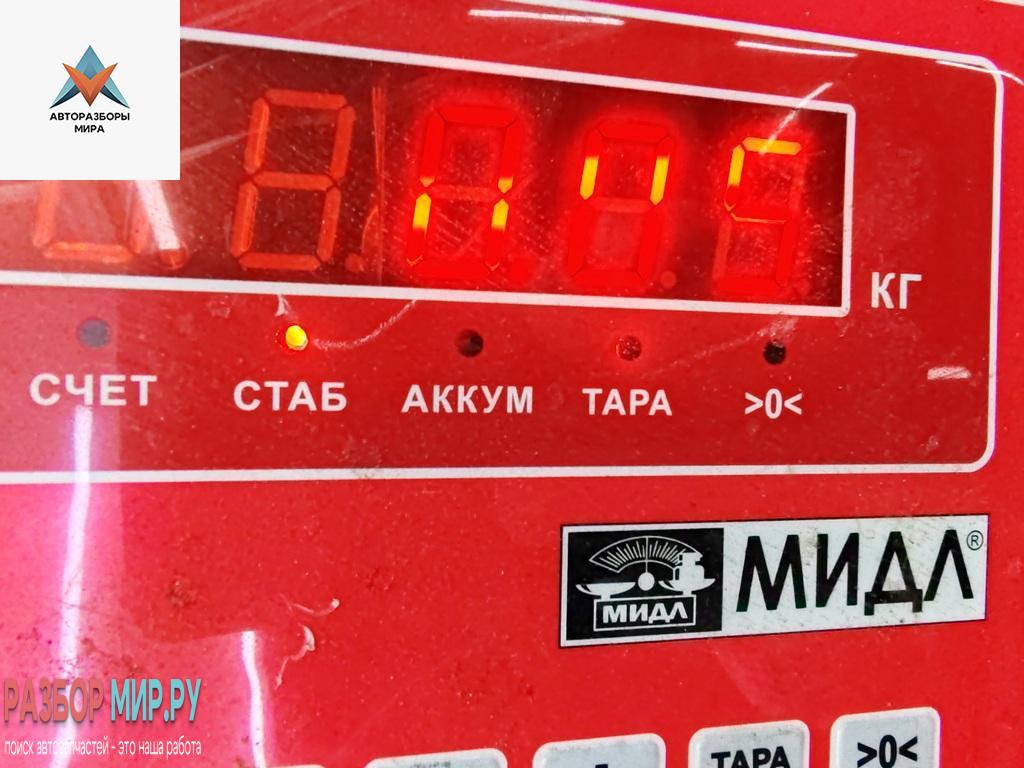 АВТОРАЗБОРЫ
МИРА
КГ
СЧЕТ
СТАБ
АККУМ
ТАРА
>0<
МИДЛ
МИДЛ®
РАЗБОР МИР.РУ
поиск автозапчастей - это наша работа
ТАРА
>0<